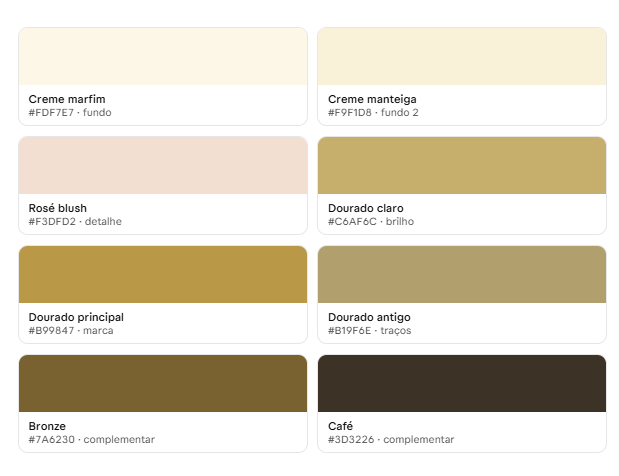 Creme marfim
#FDF7E7 · fundo
Creme manteiga
#F9F1D8 · fundo 2
Rosé blush
#F3DFD2 · detalhe
Dourado claro
#C6AF6C · brilho
Dourado principal
#B99847 · marca
Dourado antigo
#B19F6E · traços
Bronze
#7A6230 · complementar
Café
#3D3226 · complementar